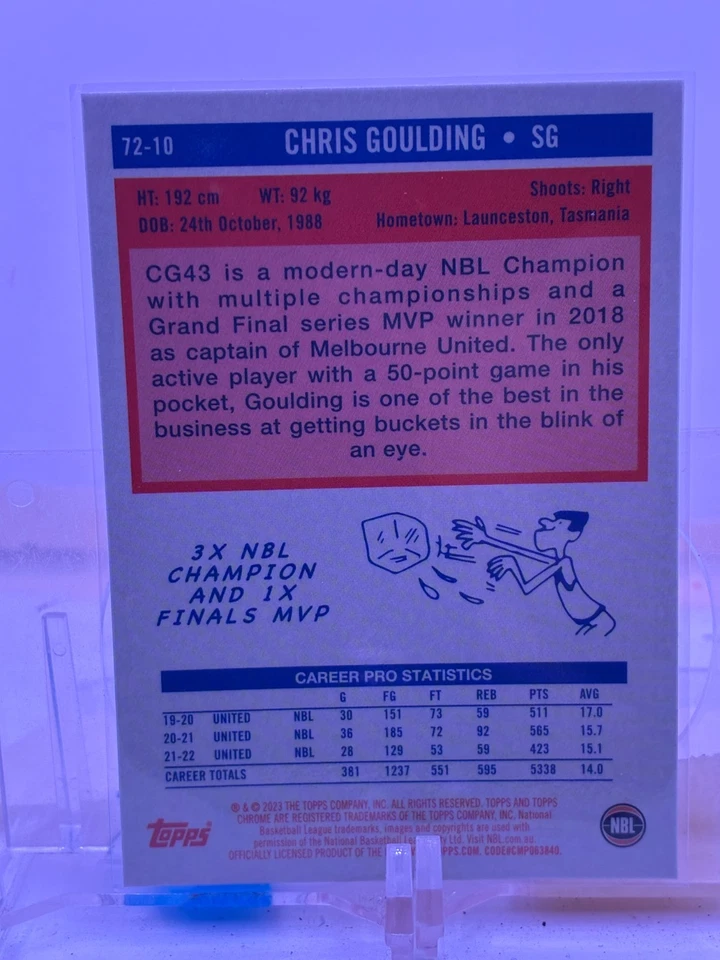 72-10 CHRIS GOULDING • SG
HT: 192 cm WT: 92 kg Shoots: Right
DOB: 24th October, 1988 Hometown: Launceston, Tasmania
CG43 is a modern-day NBL Champion
with multiple championships and a
Grand Final series MVP winner in 2018
as captain of Melbourne United. The only
active player with a 50-point game in his
pocket, Goulding is one of the best in the
business at getting buckets in the blink of
an eye.
3X NBL
CHAMPION
AND 1X
FINALS MVP
CAREER PRO STATISTICS
G FG FT REB PTS AVG
19-20 UNITED NBL 30 151 73 59 511 17.0
20-21 UNITED NBL 36 185 72 92 565 15.7
21-22 UNITED NBL 28 129 53 59 423 15.1
CAREER TOTALS 381 1237 551 595 5338 14.0
® & © 2023 THE TOPPS COMPANY, INC. ALL RIGHTS RESERVED. TOPPS AND TOPPS
CHROME ARE REGISTERED TRADEMARKS OF THE TOPPS COMPANY, INC. National
Basketball League trademarks, images and copyrights are used with
permission of the National Basketball Ltd. Visit NBL.com.au.
OFFICIALLY LICENSED PRODUCT OF THE CODE#CMP063840.
Topps
NBL